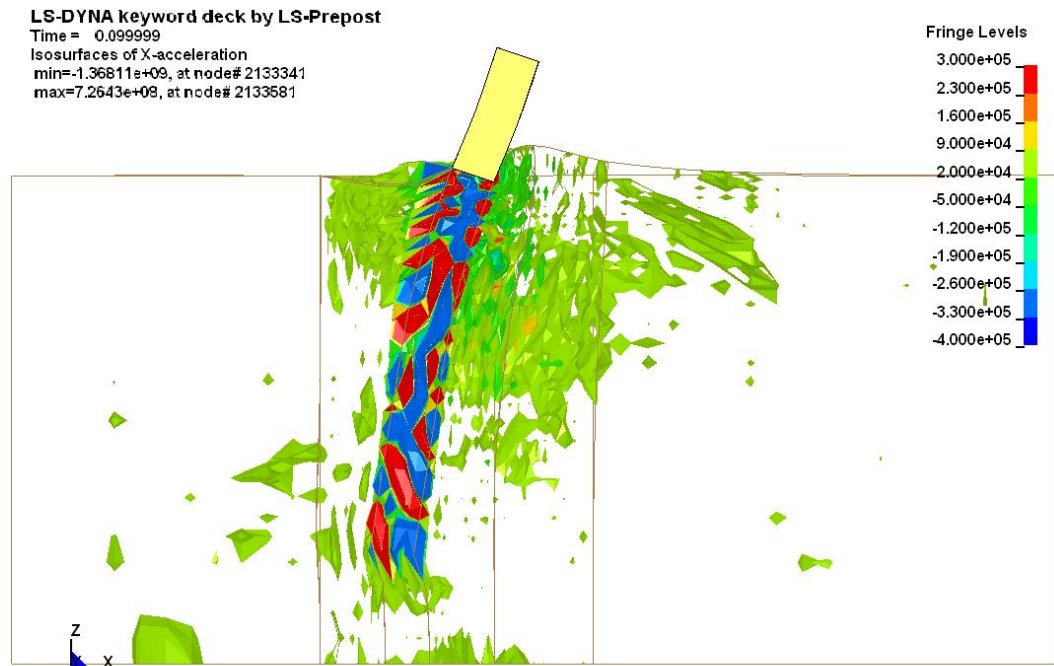 LS-DYNA keyword deck by LS-Prepost
Time = 0.099999
Isosurfaces of X-acceleration
min=-1.36811e+09, at node# 2133341
max=7.2643e+08, at node# 2133581
Fringe Levels
3.000e+05
2.300e+05
1.600e+05
9.000e+04
2.000e+04
-5.000e+04
-1.200e+05
-1.900e+05
-2.600e+05
-3.300e+05
-4.000e+05
Z
X